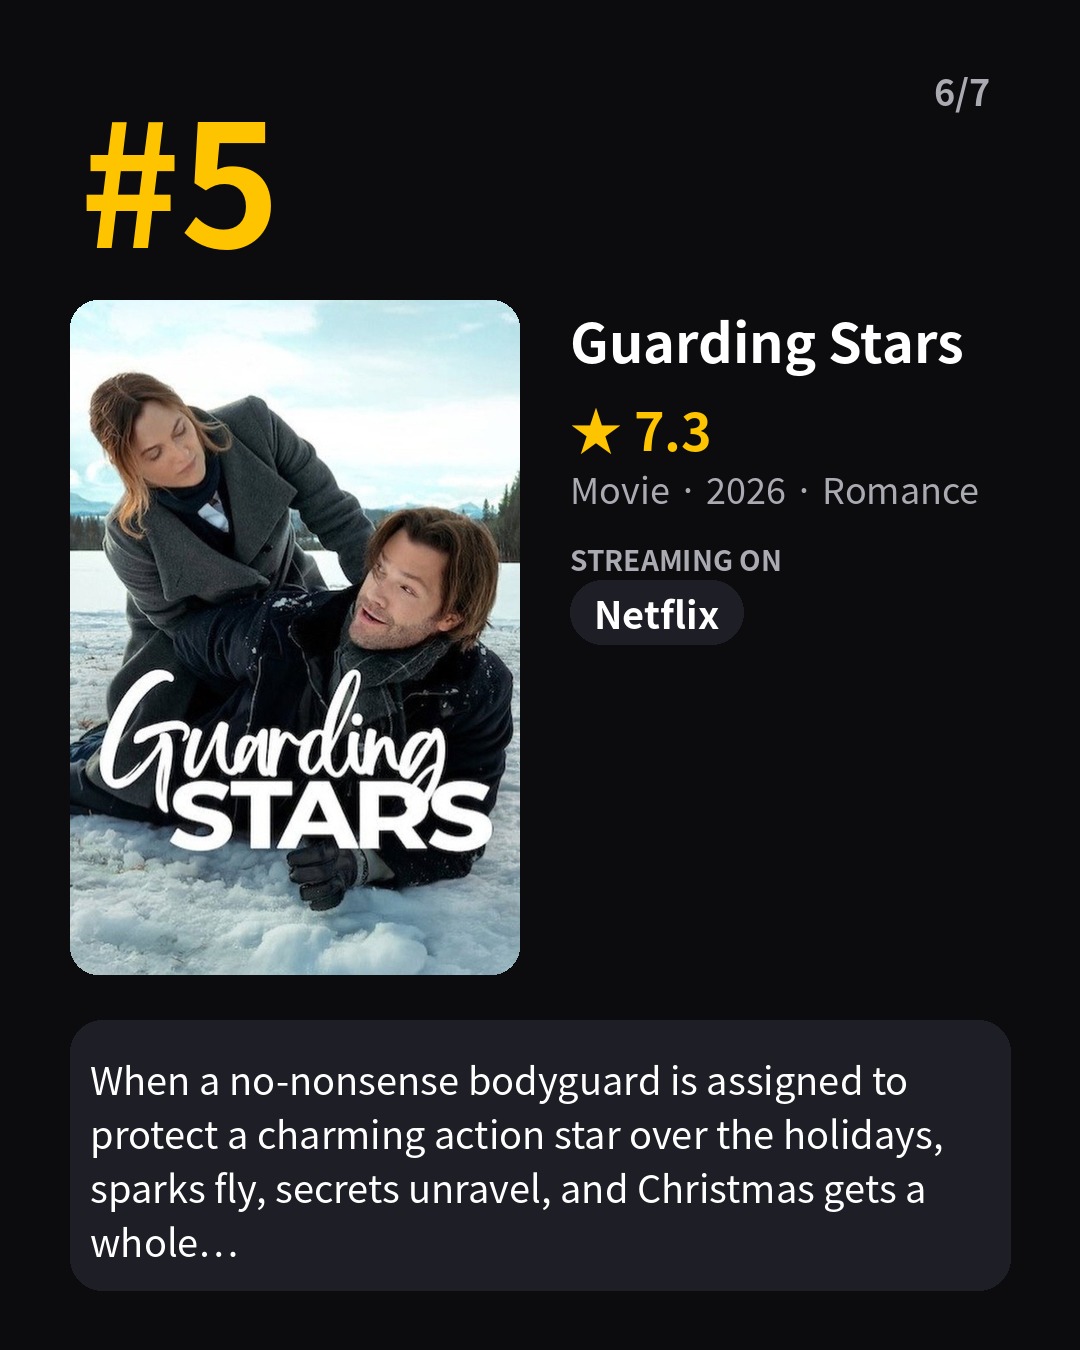 6/7
#5
Guarding Stars
★ 7.3
Movie · 2026 · Romance
STREAMING ON
Netflix
Guarding
STARS
When a no-nonsense bodyguard is assigned to
protect a charming action star over the holidays,
sparks fly, secrets unravel, and Christmas gets a
whole…